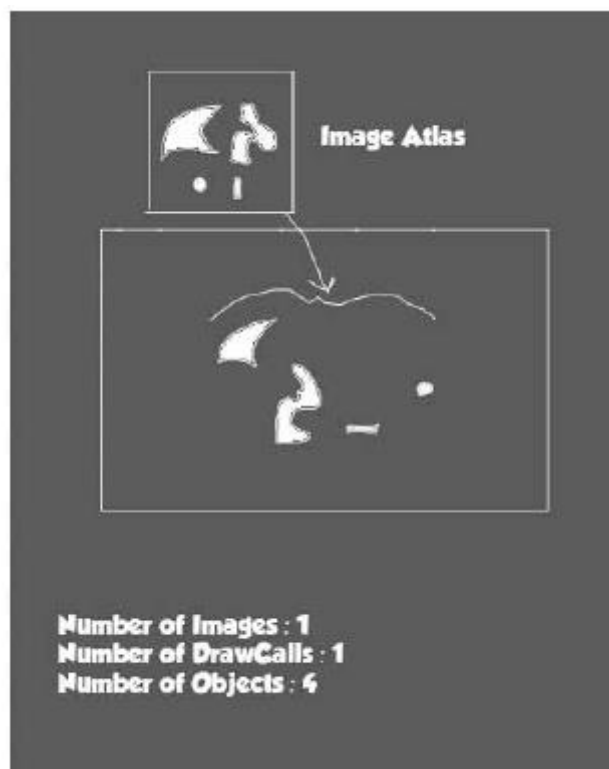 Image Atlas
Number of Images : 1
Number of DrawCalls : 1
Number of Objects : 4